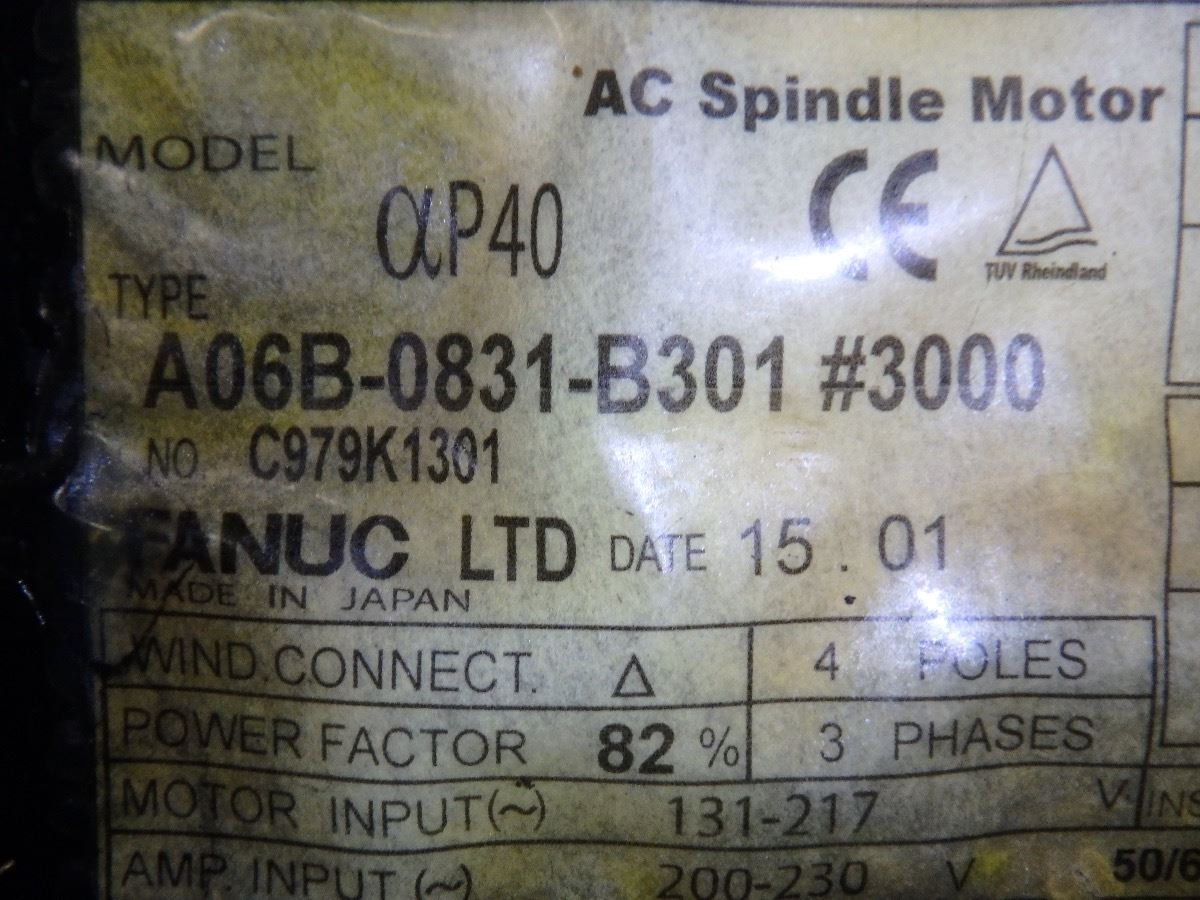 AC Spindle Motor
MODEL
αP40
CE
TUV Rheinland
TYPE
A06B-0831-B301 #3000
NO. C979K1301
FANUC LTD DATE 15.01
MADE IN JAPAN
WIND.CONNECT. Δ 4 POLES
POWER FACTOR 82 % 3 PHASES
MOTOR INPUT(~) 131-217 V
AMP. INPUT (~) 200-230 V